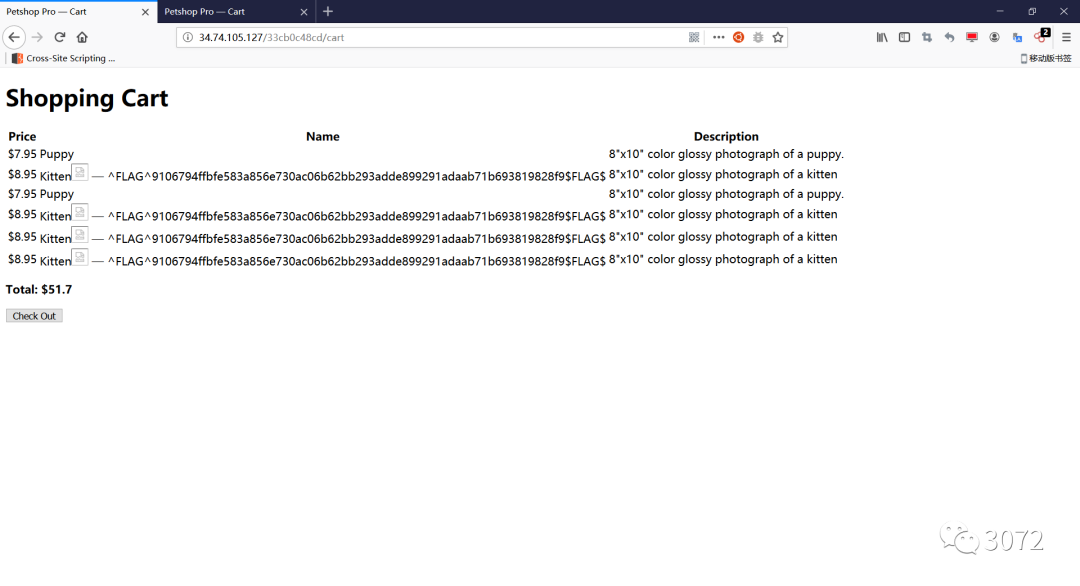 Petshop Pro — Cart
Petshop Pro — Cart
34.74.105.127/33cb0c48cd/cart
2
Cross-Site Scripting ...
移动版书签
Shopping Cart
Price Name Description
$7.95 Puppy 8"x10" color glossy photograph of a puppy.
$8.95 Kitten — ^FLAG^9106794ffbfe583a856e730ac06b62bb293adde899291adaab71b693819828f9$FLAG$ 8"x10" color glossy photograph of a kitten
$7.95 Puppy 8"x10" color glossy photograph of a puppy.
$8.95 Kitten — ^FLAG^9106794ffbfe583a856e730ac06b62bb293adde899291adaab71b693819828f9$FLAG$ 8"x10" color glossy photograph of a kitten
$8.95 Kitten — ^FLAG^9106794ffbfe583a856e730ac06b62bb293adde899291adaab71b693819828f9$FLAG$ 8"x10" color glossy photograph of a kitten
$8.95 Kitten — ^FLAG^9106794ffbfe583a856e730ac06b62bb293adde899291adaab71b693819828f9$FLAG$ 8"x10" color glossy photograph of a kitten
Total: $51.7
Check Out
3072